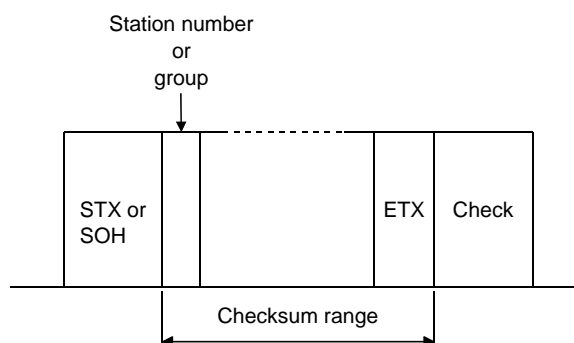 Station number
or
group
STX or
SOH
ETX
Check
Checksum range